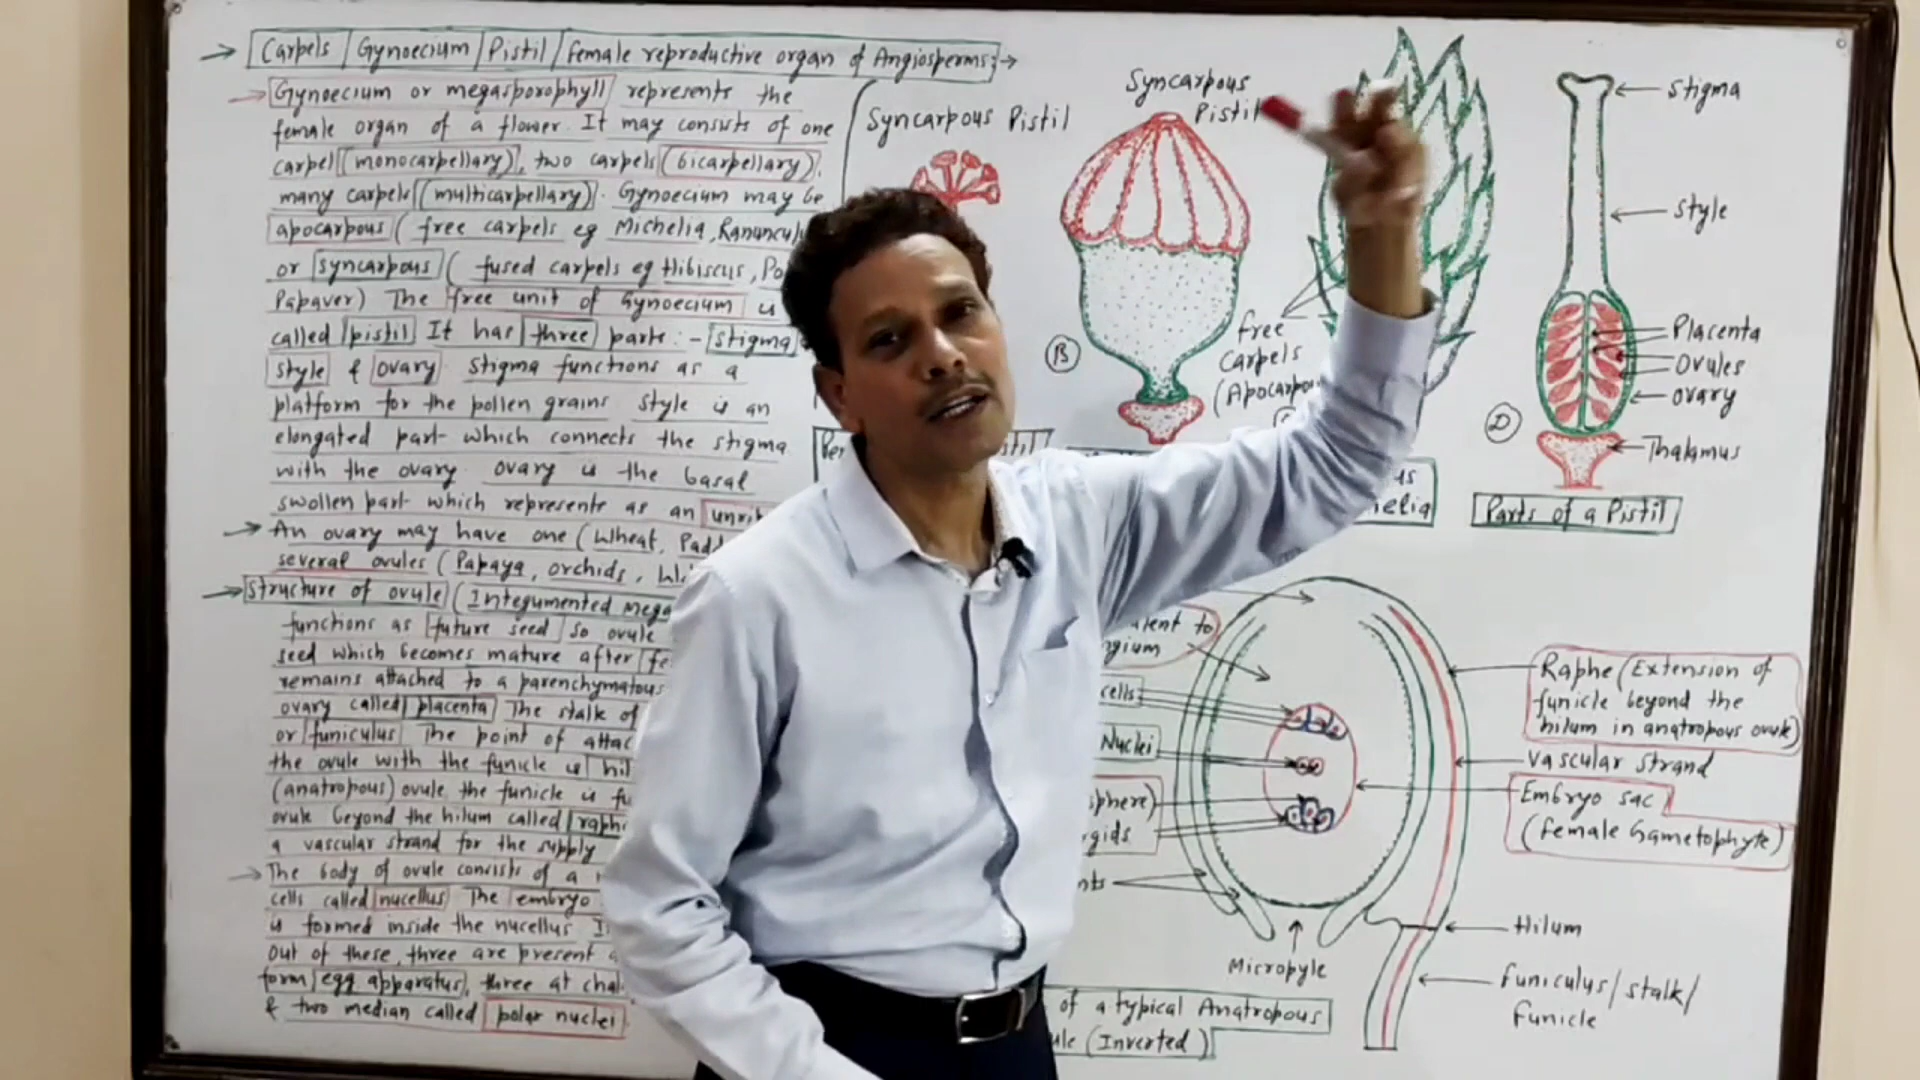 Carpels | Gynoecium | Pistil | female reproductive organ of Angiosperms:→
Gynoecium or megasporophyll represents the
female organ of a flower. It may consists of one
carpel (monocarpellary), two carpels (bicarpellary),
many carpels (multicarpellary). Gynoecium may be
apocarpous ( free carpels eg Michelia,
or syncarpous ( fused carpels eg Hibiscus,
Papaver) The free unit of Gynoecium is
called pistil It has three parts: - stigma
style & ovary. Stigma functions as a
platform for the pollen grains. Style is an
elongated part which connects the stigma
with the ovary. ovary is the basal
swollen part which represents as an
An ovary may have one (Wheat,
several ovules (Papaya, orchids,
Structure of ovule (Integumented
functions as future seed so ovule
seed which becomes mature after
remains attached to a parenchymatous
ovary called placenta The stalk of
or funiculus The point of
the ovule with the funicle is
(anatropous) ovule the funicle is
ovule beyond the hilum called
a vascular strand for the supply
The body of ovule consists of a
cells called nucellus The embryo
is formed inside the nucellus
out of these, three are present
form egg apparatus, three at
& two median called polar nuclei
Syncarpous Pistil
Syncarpous
Pistil
B
free
Carpels
D
Stigma
Style
Placenta
Ovules
ovary
Thalamus
Parts of a Pistil
to
cells
Nuclei
Raphe (Extension of
funicle beyond the
hilum in anatropous ovule)
Vascular strand
Embryo sac
(female Gametophyte)
Hilum
Micropyle
Funiculus/stalk/
Funicle
of a typical Anatropous
(Inverted)